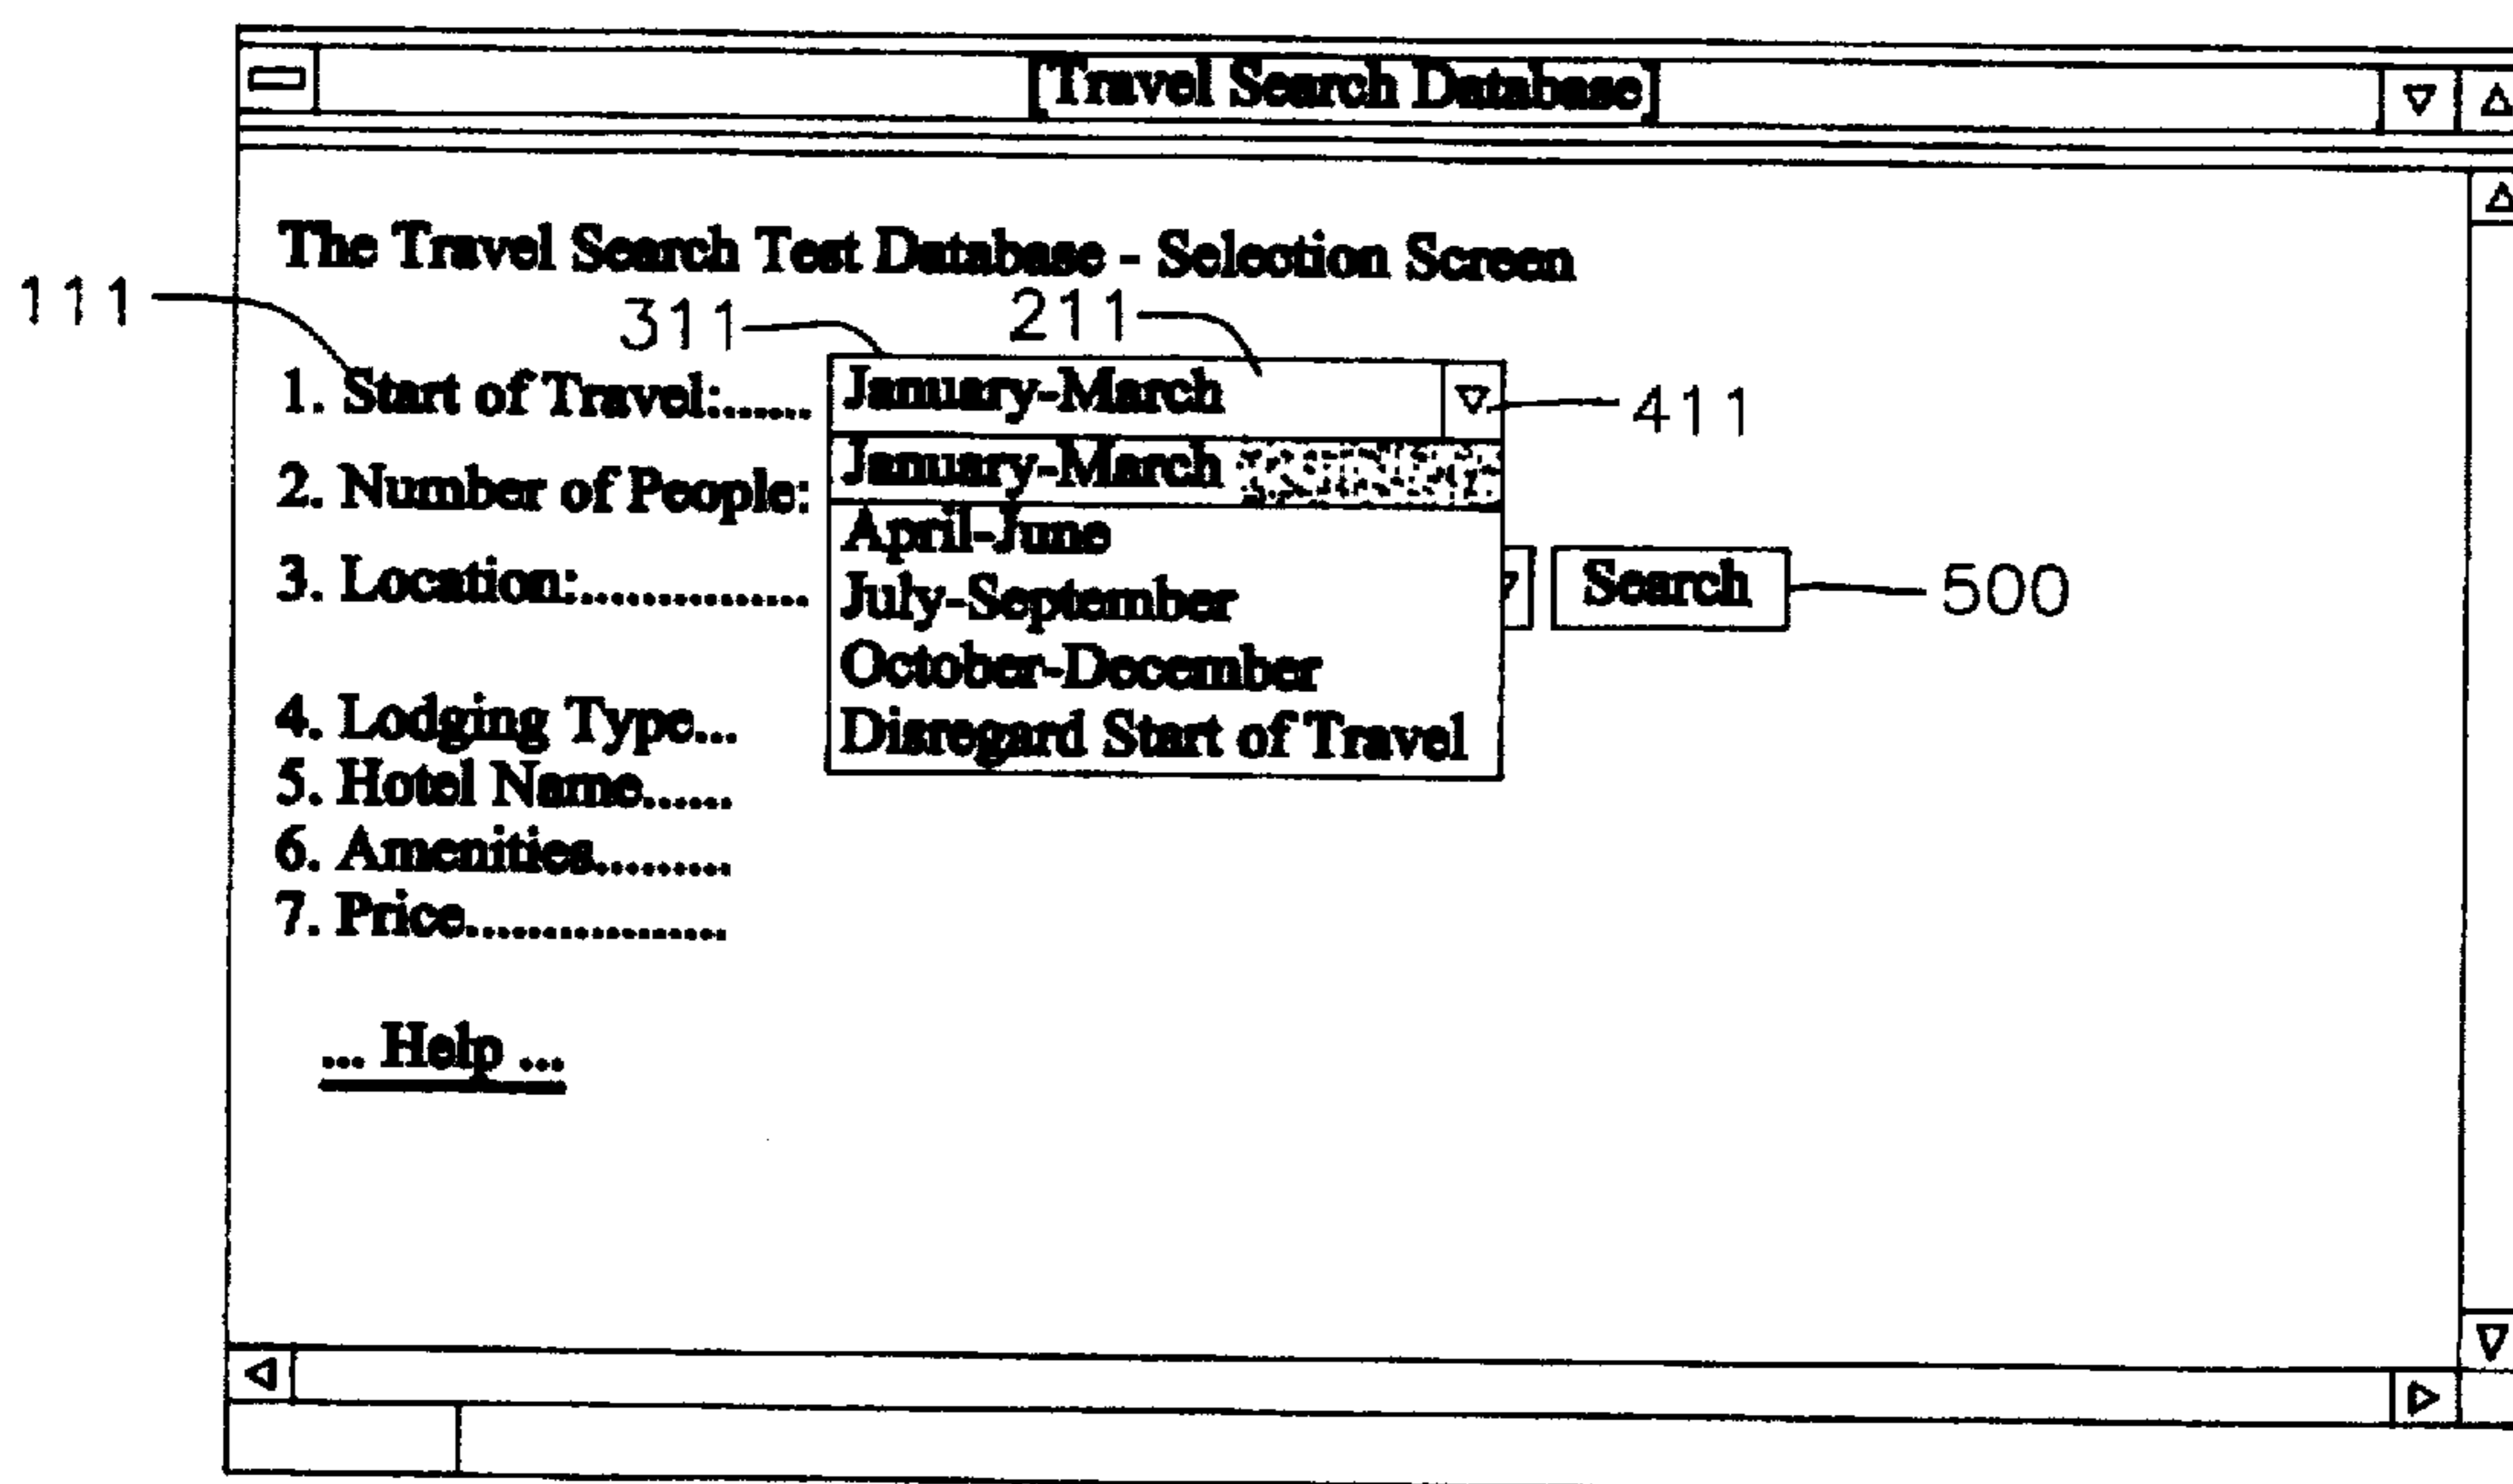 Travel Search Database
The Travel Search Test Database - Selection Screen
111
311
211
1. Start of Travel:.......
January-March
411
January-March
2. Number of People:
April-June
3. Location:...............
July-September
Search
500
October-December
4. Lodging Type...
Disregard Start of Travel
5. Hotel Name......
6. Amenities.........
7. Price.................
... Help ...